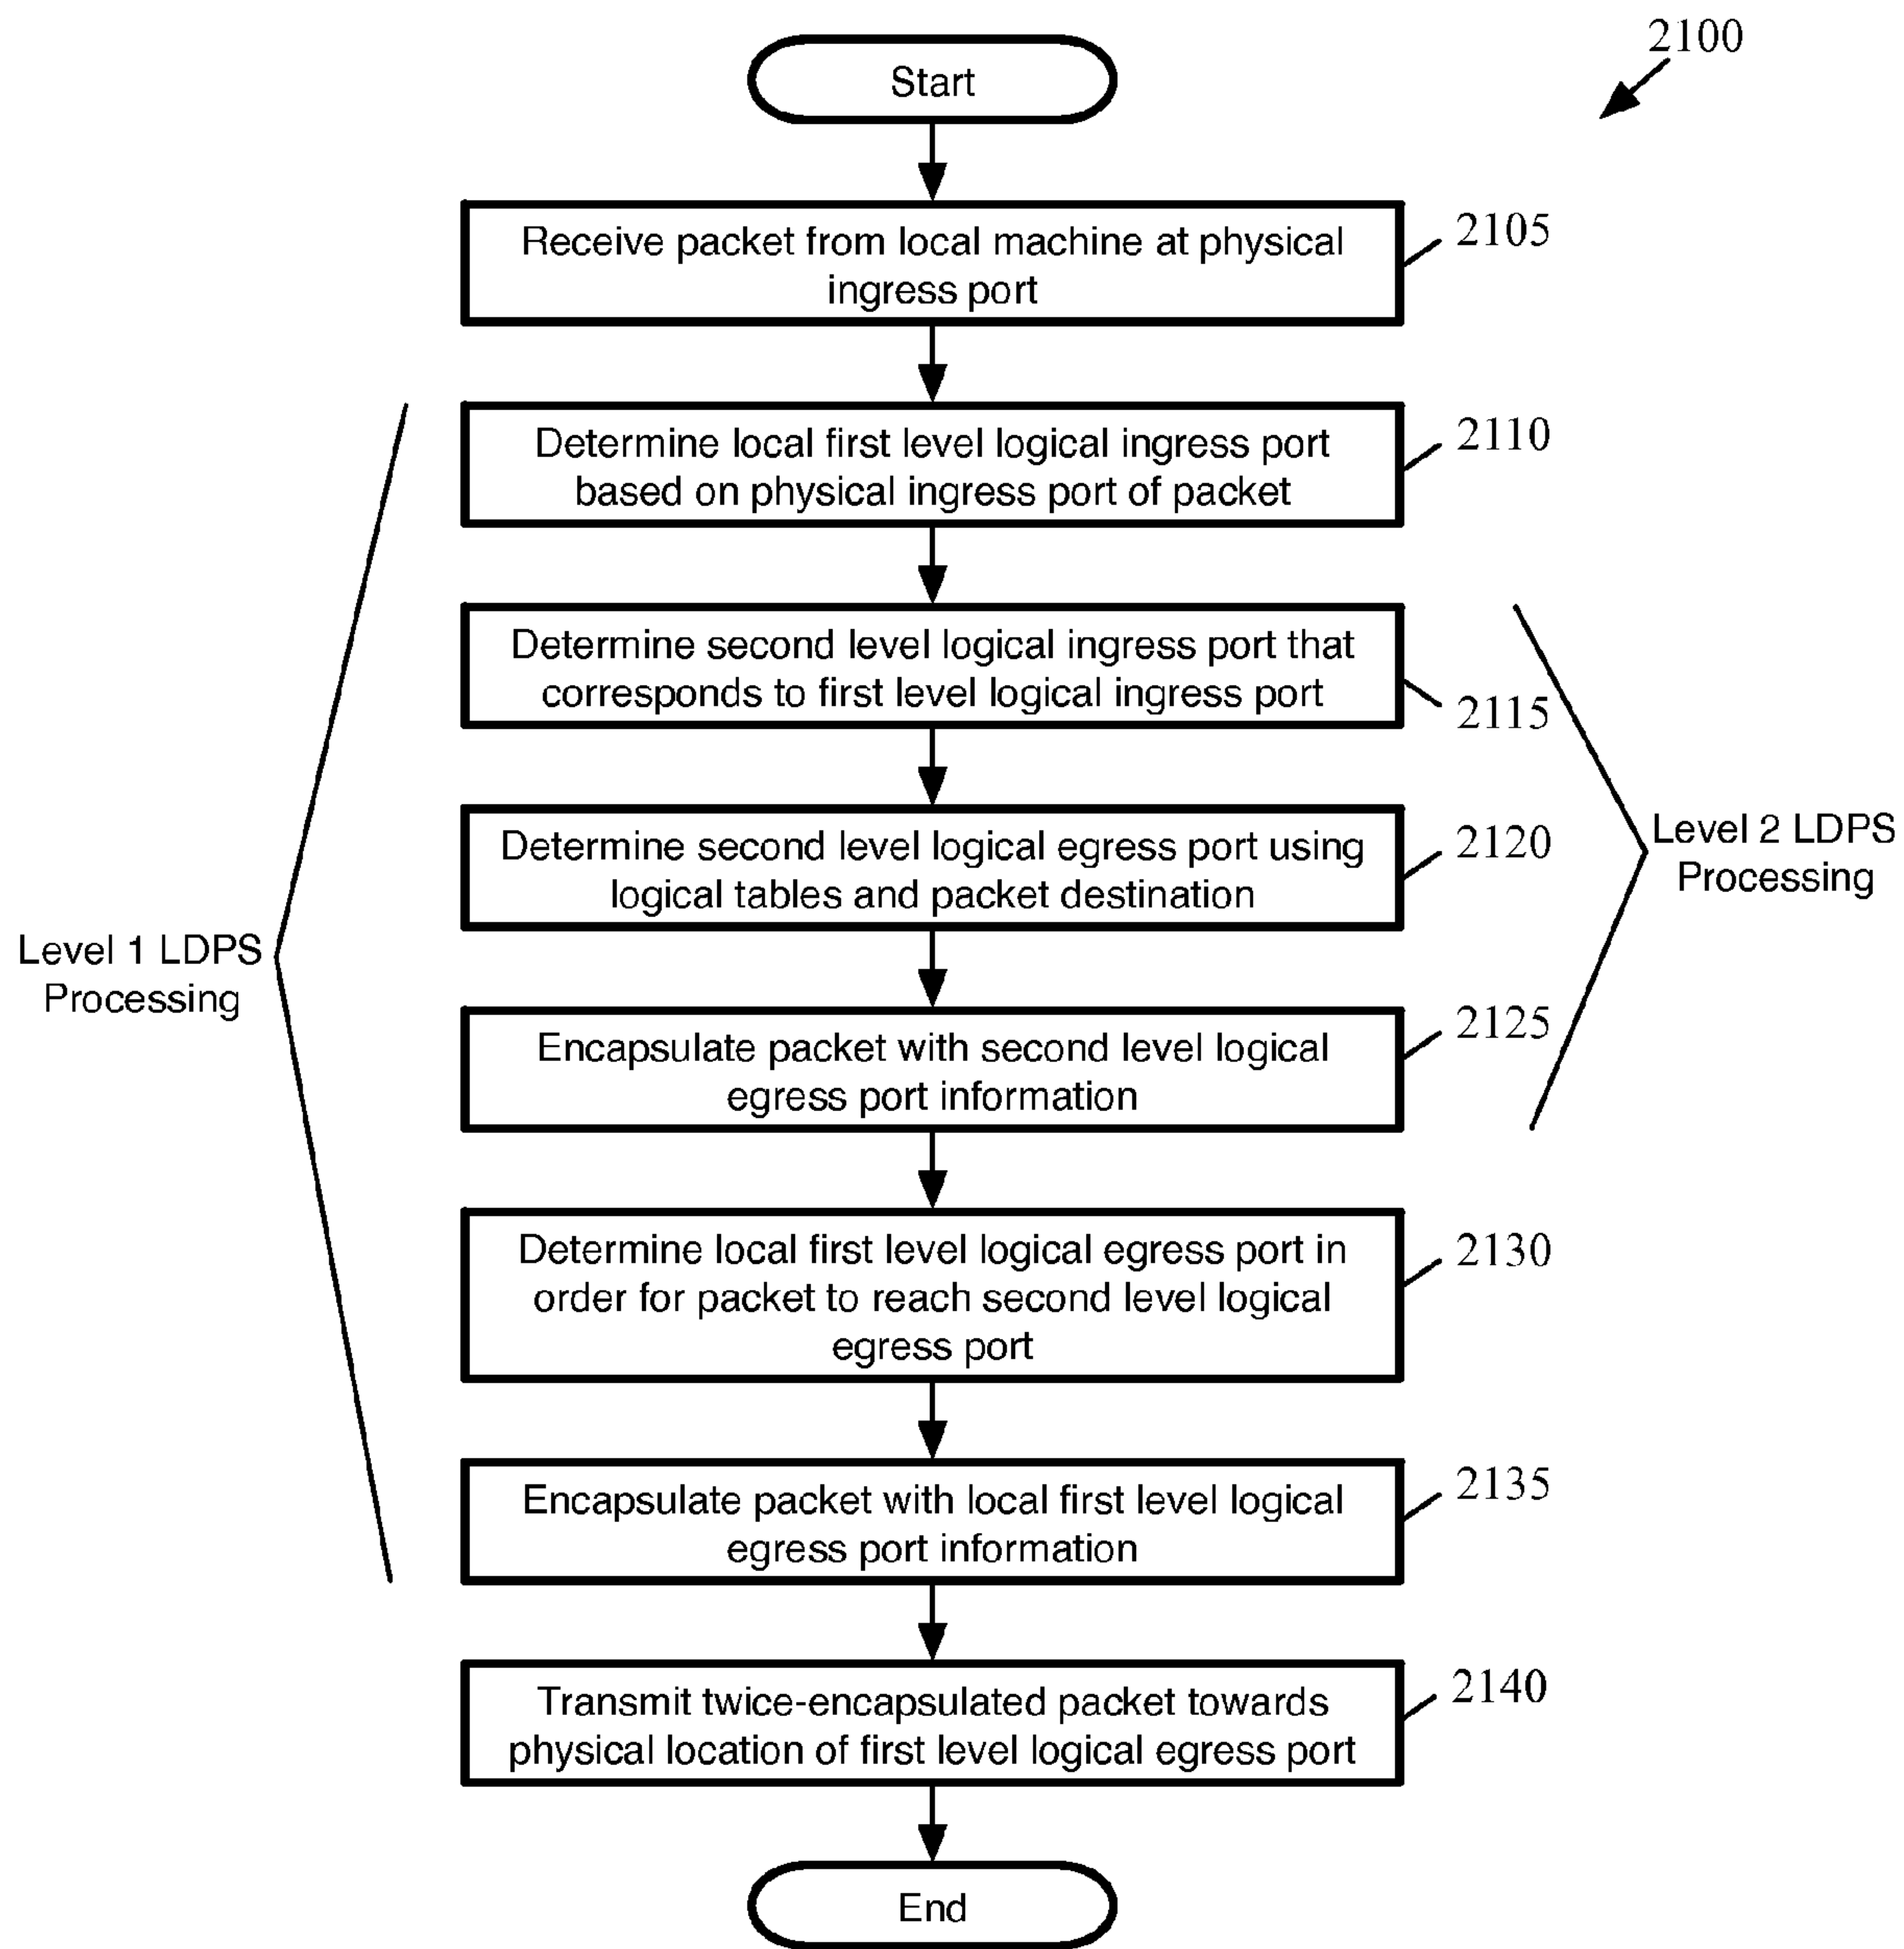 2100
Start
Receive packet from local machine at physical
ingress port
2105
Determine local first level logical ingress port
based on physical ingress port of packet
2110
Determine second level logical ingress port that
corresponds to first level logical ingress port
2115
Determine second level logical egress port using
logical tables and packet destination
2120
Level 2 LDPS
Processing
Level 1 LDPS
Processing
Encapsulate packet with second level logical
egress port information
2125
Determine local first level logical egress port in
order for packet to reach second level logical
egress port
2130
Encapsulate packet with local first level logical
egress port information
2135
Transmit twice-encapsulated packet towards
physical location of first level logical egress port
2140
End